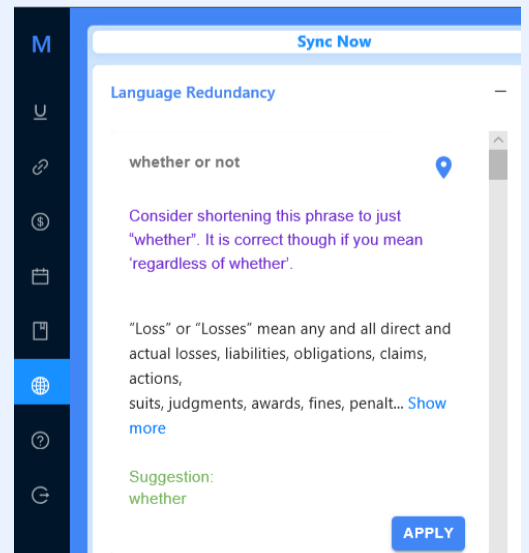 M
Sync Now
Language Redundancy
whether or not
Consider shortening this phrase to just
“whether”. It is correct though if you mean
‘regardless of whether’.
“Loss” or “Losses” mean any and all direct and
actual losses, liabilities, obligations, claims,
actions,
suits, judgments, awards, fines, penalt... Show
more
Suggestion:
whether
APPLY